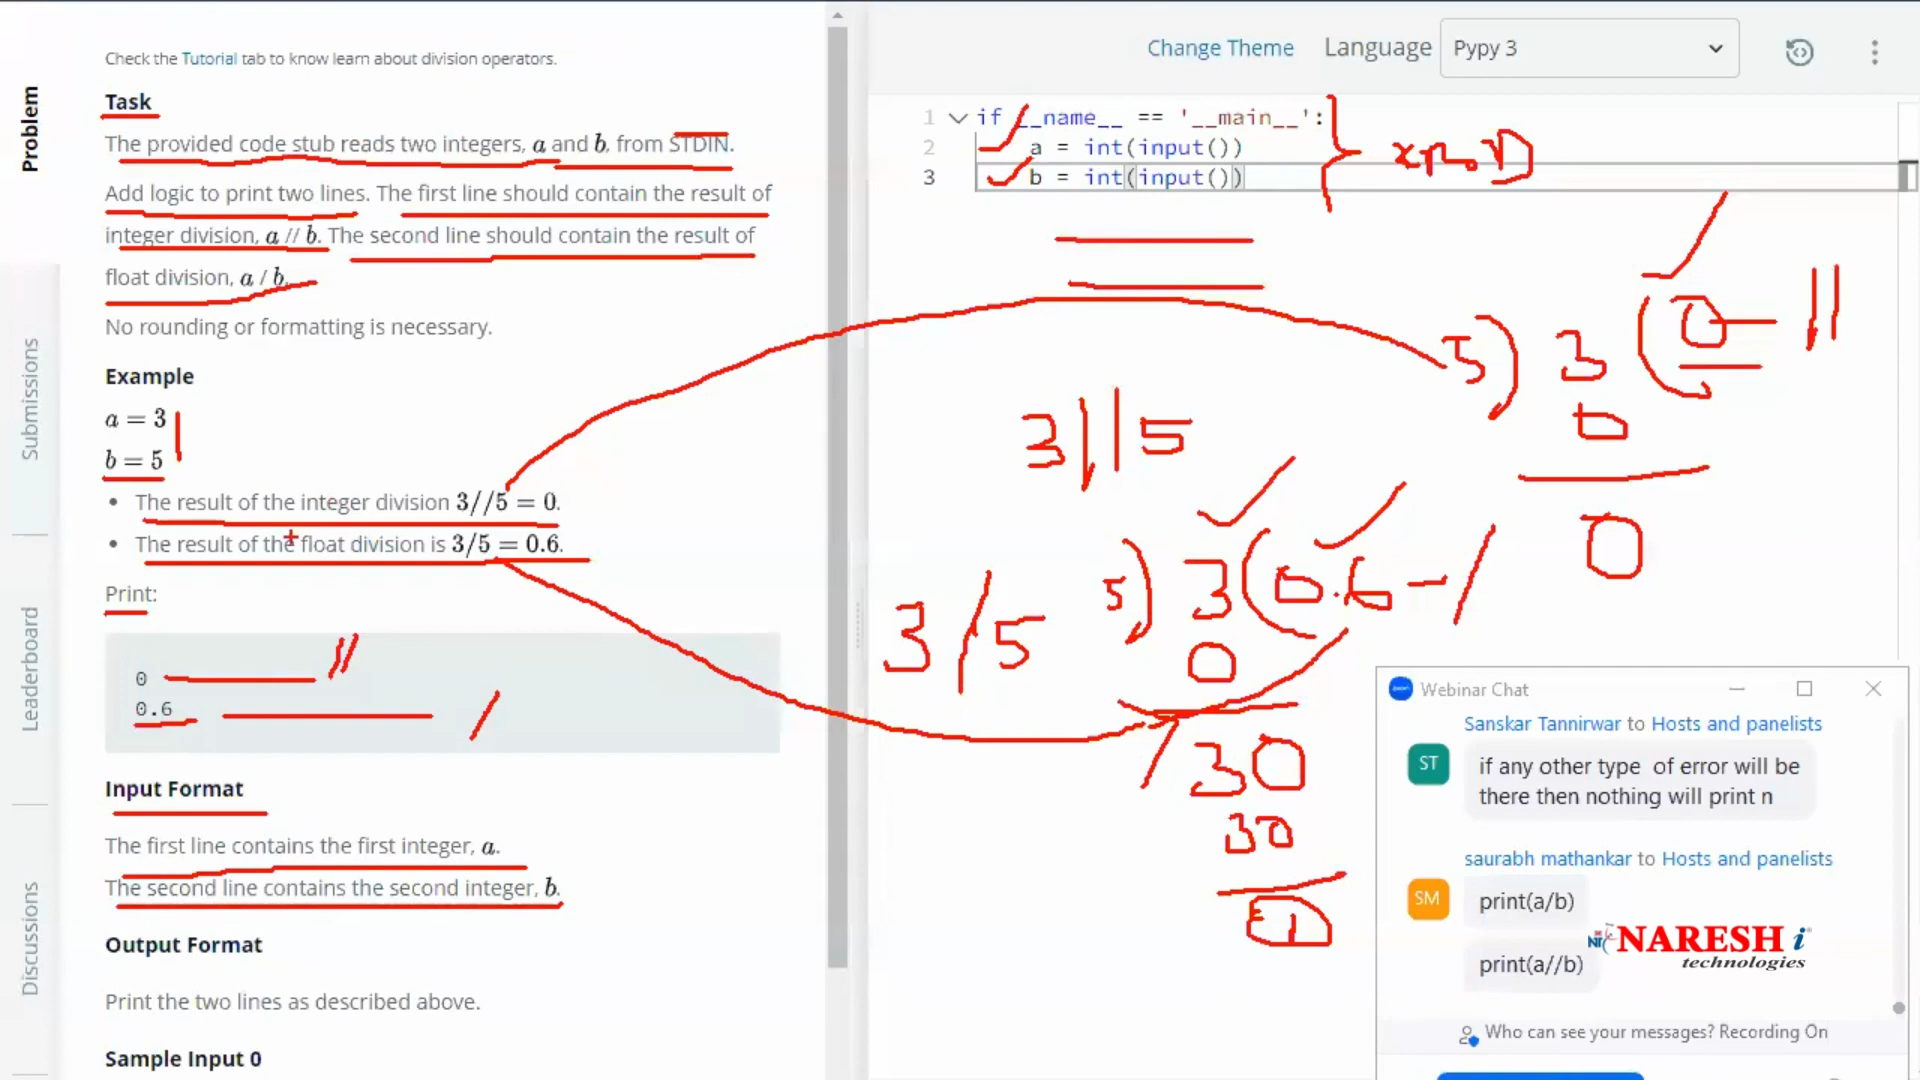 Problem
Submissions
Leaderboard
Discussions
Check the Tutorial tab to know learn about division operators.
Task
The provided code stub reads two integers, a and b, from STDIN.
Add logic to print two lines. The first line should contain the result of
integer division, a // b. The second line should contain the result of
float division, a / b.
No rounding or formatting is necessary.
Example
a = 3
b = 5
The result of the integer division 3//5 = 0.
The result of the float division is 3/5 = 0.6.
Print:
0
0.6
//
/
Input Format
The first line contains the first integer, a.
The second line contains the second integer, b.
Output Format
Print the two lines as described above.
Sample Input 0
Change Theme Language Pypy 3
1 if __name__ == '__main__':
2 a = int(input())
3 b = int(input())
5) 3 ( 0 — //
0
0
3//5
3/5
5) 3 ( 0.6 — /
0
30
30
Webinar Chat
Sanskar Tannirwar to Hosts and panelists
ST
if any other type of error will be
there then nothing will print n
saurabh mathankar to Hosts and panelists
SM
print(a/b)
print(a//b)
NARESH i
technologies
Who can see your messages? Recording On